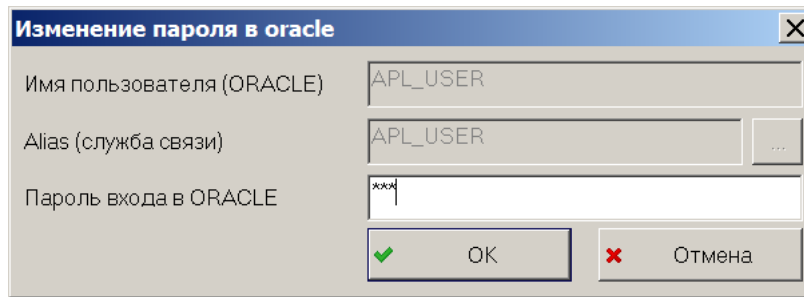 Изменение пароля в oracle
Имя пользователя (ORACLE) APL_USER
Alias (служба связи) APL_USER ...
Пароль входа в ORACLE ***
OK Отмена